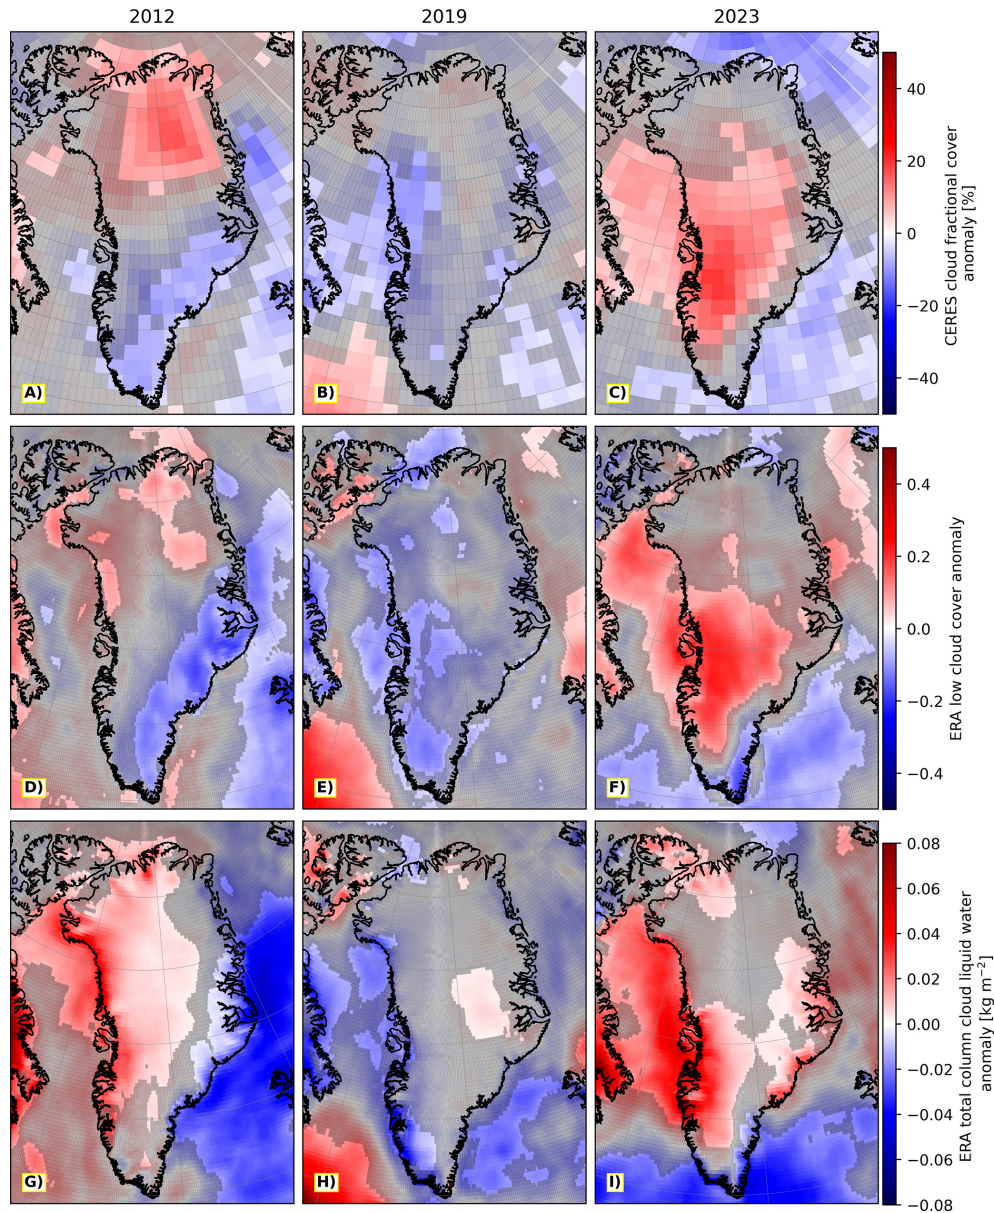 2012 2019 2023
A) B) C)
40
20
0
−20
−40
CERES cloud fractional cover
anomaly [%]
D) E) F)
0.4
0.2
0.0
−0.2
−0.4
ERA low cloud cover anomaly
G) H) I)
0.08
0.06
0.04
0.02
0.00
−0.02
−0.04
−0.06
−0.08
ERA total column cloud liquid water
anomaly [kg m⁻²]